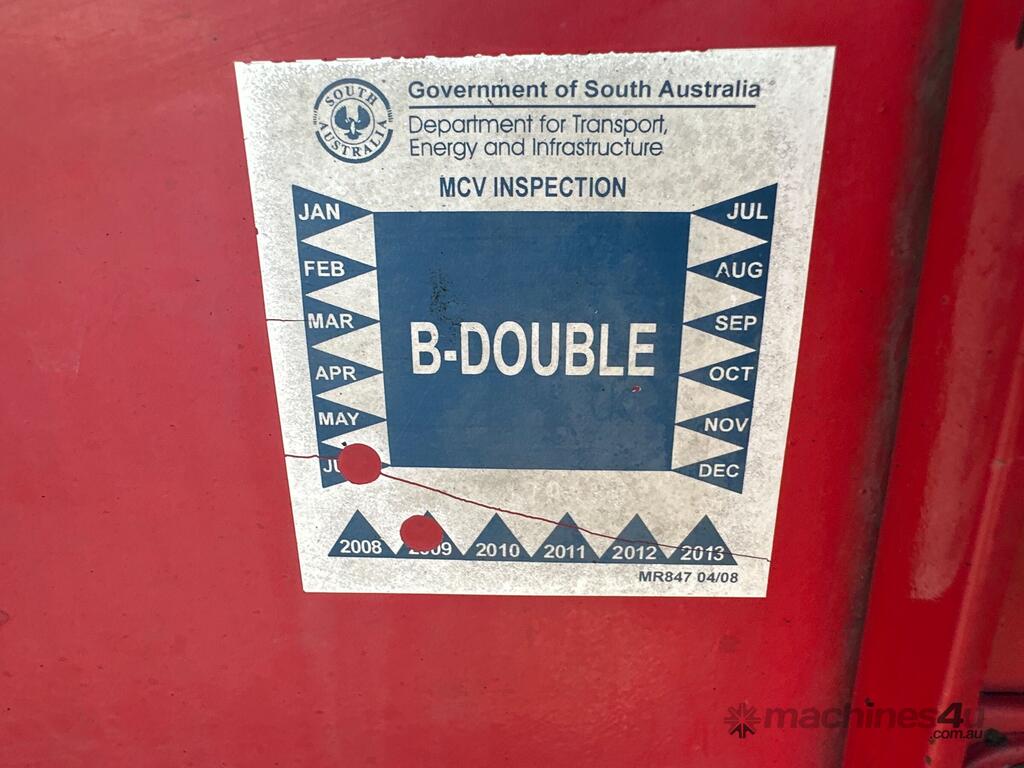 SOUTH AUSTRALIA
Government of South Australia
Department for Transport,
Energy and Infrastructure
MCV INSPECTION
JAN
FEB
MAR
APR
MAY
B-DOUBLE
JUL
AUG
SEP
OCT
NOV
DEC
2008
2009
2010
2011
2012
2013
MR847 04/08
machines4u
.com.au